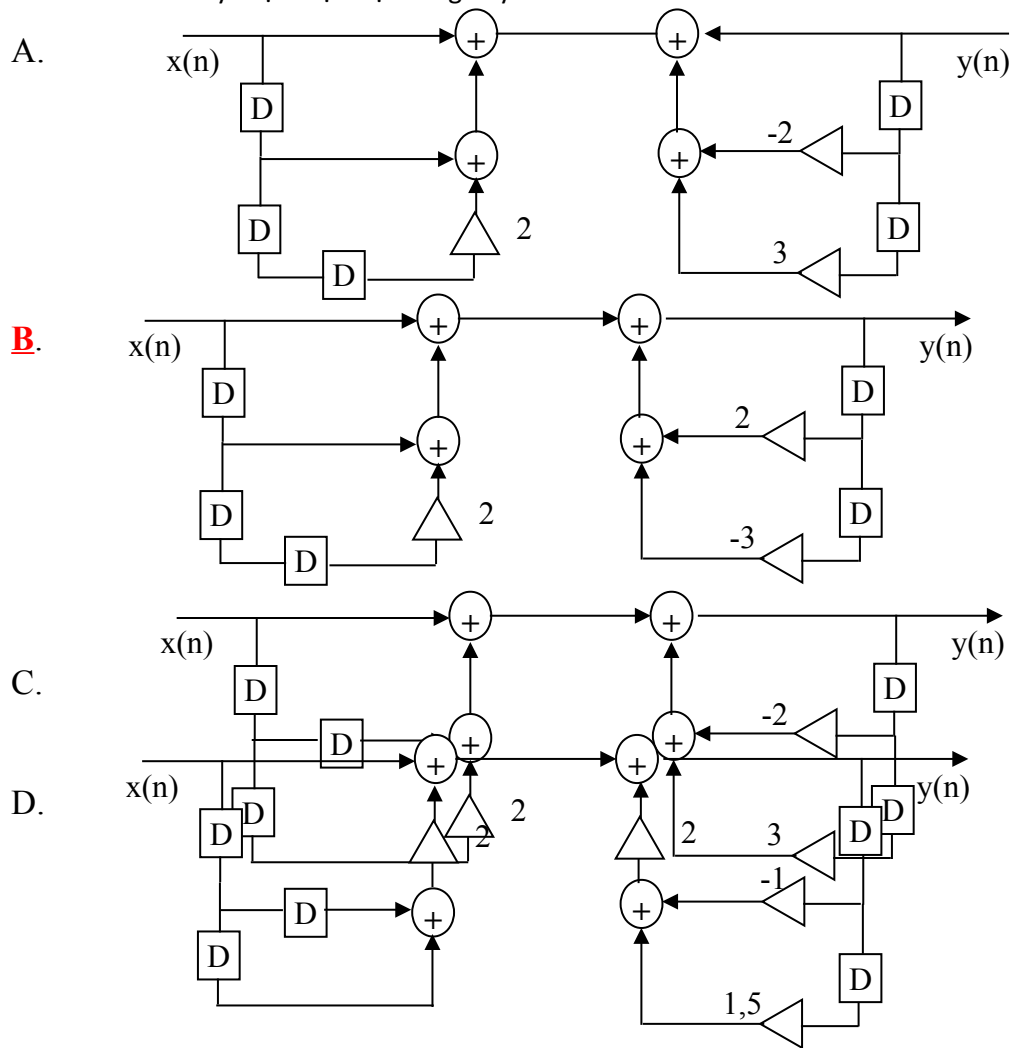 A.
x(n)
y(n)
+
+
D
D
-2
+
+
D
D
2
3
D
B.
x(n)
y(n)
+
+
D
D
2
+
+
D
D
2
-3
D
C.
x(n)
y(n)
+
+
D
D
-2
D
+
+
D.
x(n)
y(n)
+
+
D
D
D
D
2
2
2
3
-1
D
+
+
D
D
1,5